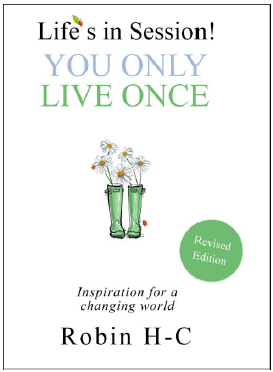 Life's in Session!
YOU ONLY
LIVE ONCE
Revised
Edition
Inspiration for a
changing world
Robin H-C